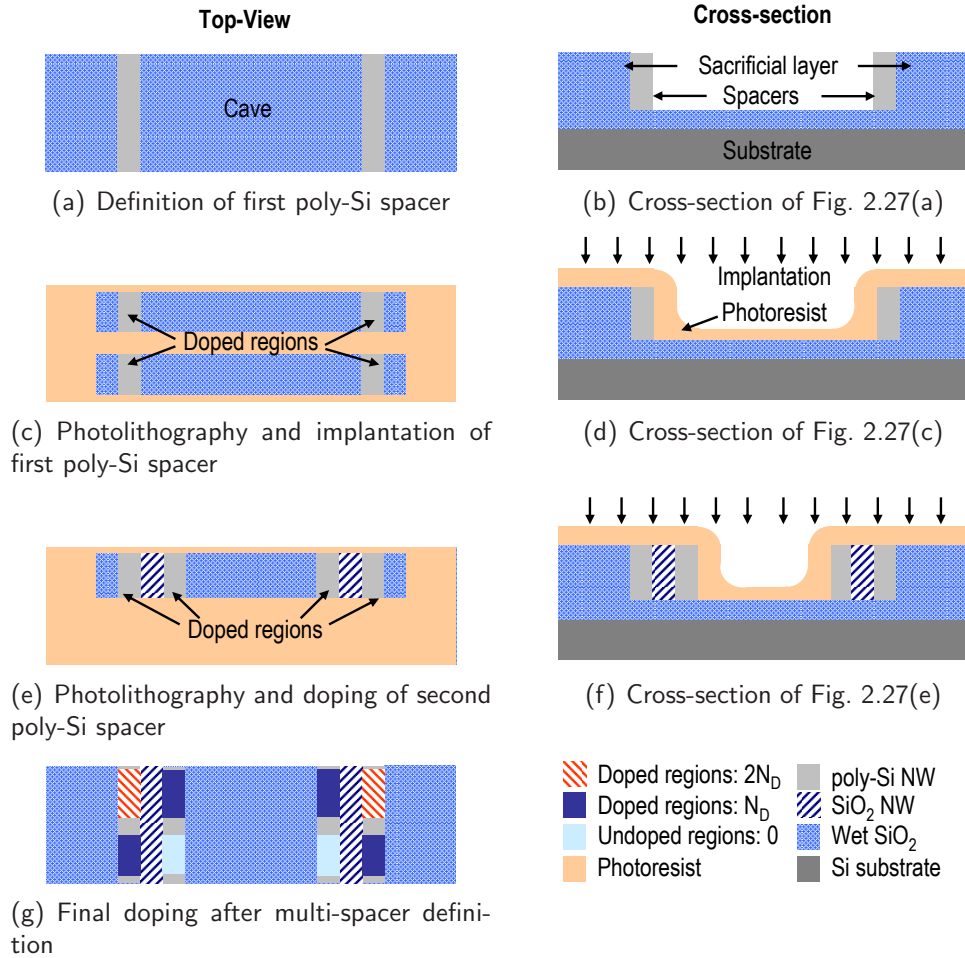 Top-View
Cross-section
Cave
Sacrificial layer
Spacers
Substrate
(a) Definition of first poly-Si spacer
(b) Cross-section of Fig. 2.27(a)
Doped regions
Implantation
Photoresist
(c) Photolithography and implantation of
first poly-Si spacer
(d) Cross-section of Fig. 2.27(c)
Doped regions
(e) Photolithography and doping of second
poly-Si spacer
(f) Cross-section of Fig. 2.27(e)
Doped regions: 2N_D
Doped regions: N_D
Undoped regions: 0
Photoresist
poly-Si NW
SiO₂ NW
Wet SiO₂
Si substrate
(g) Final doping after multi-spacer defini-
tion